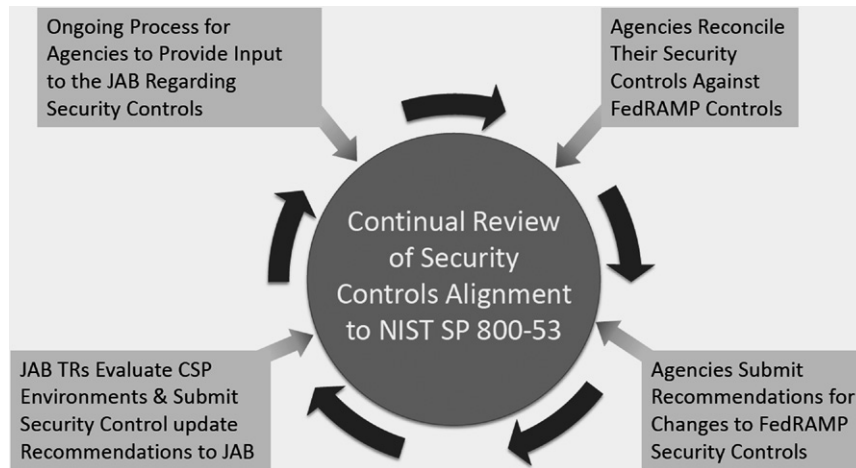 Ongoing Process for
Agencies to Provide Input
to the JAB Regarding
Security Controls
Agencies Reconcile
Their Security
Controls Against
FedRAMP Controls
Continual Review
of Security
Controls Alignment
to NIST SP 800-53
JAB TRs Evaluate CSP
Environments & Submit
Security Control update
Recommendations to JAB
Agencies Submit
Recommendations for
Changes to FedRAMP
Security Controls